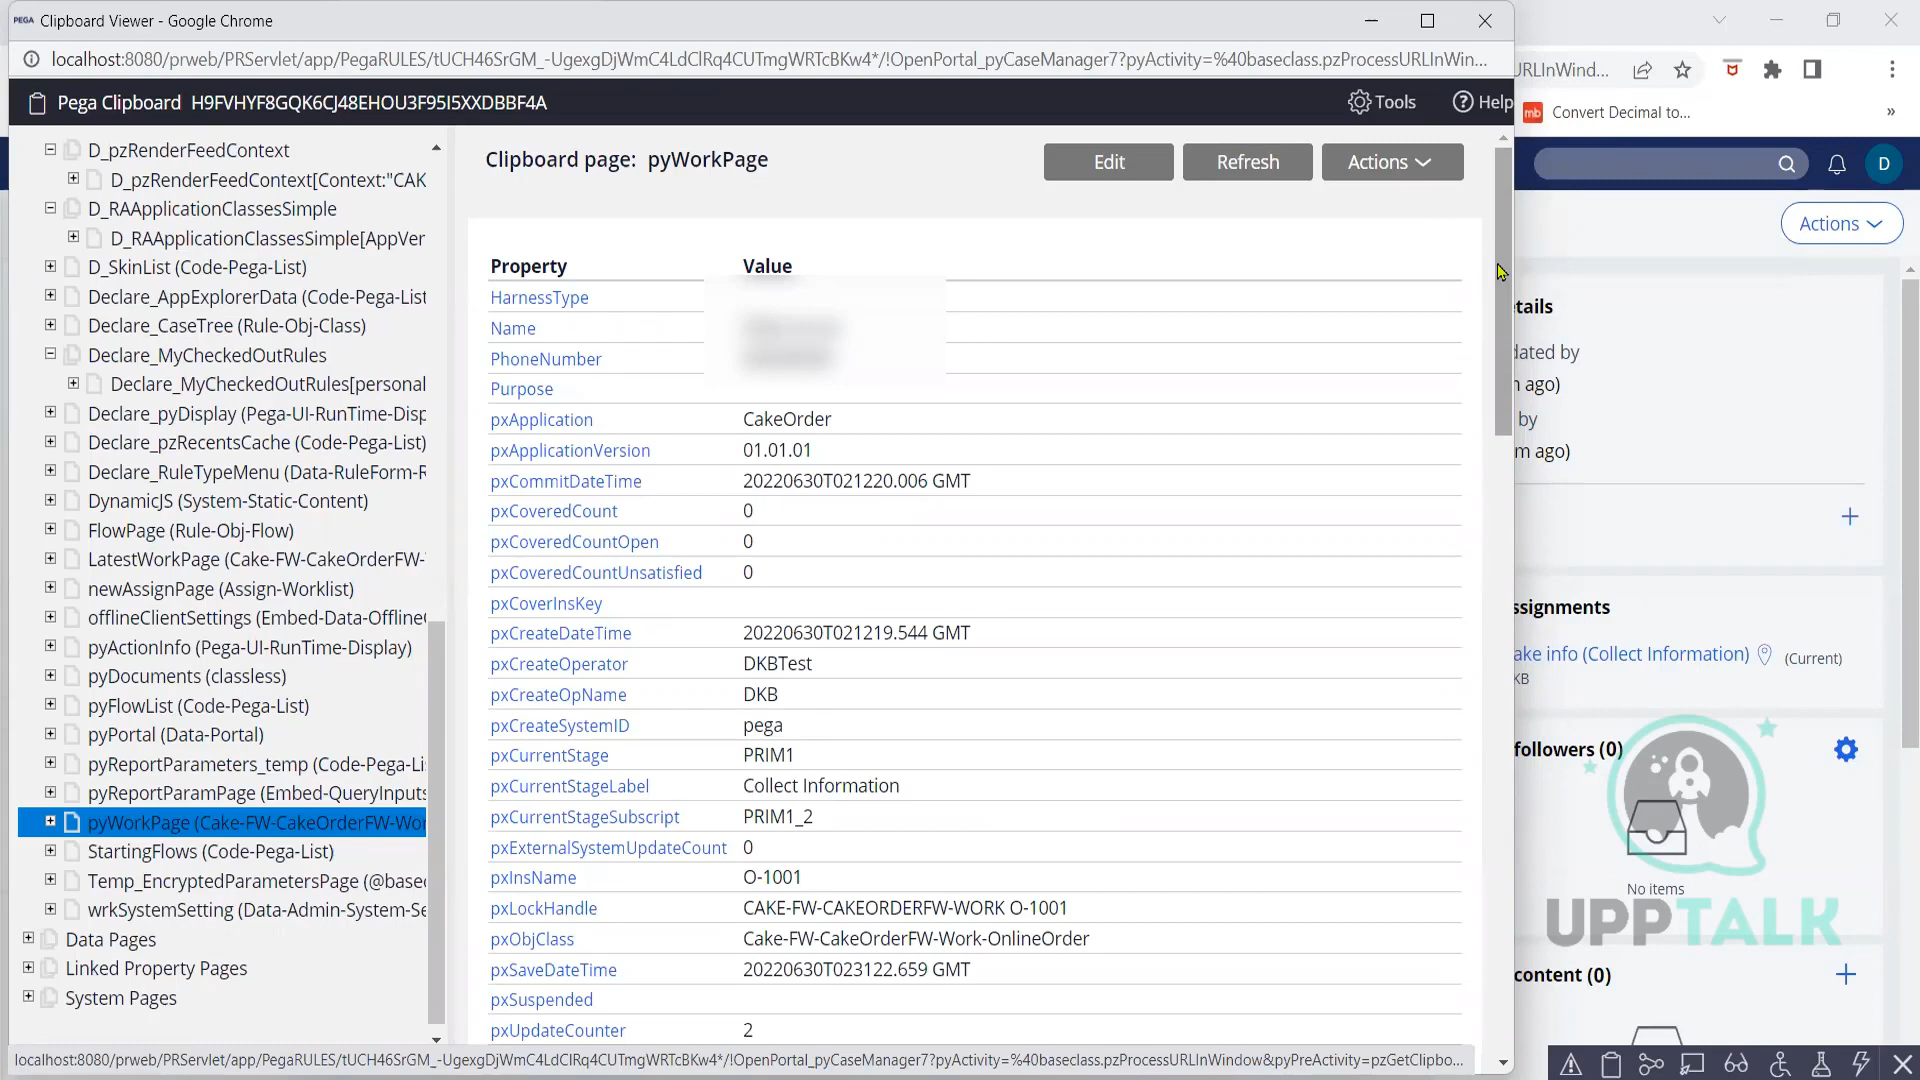 PEGA Clipboard Viewer - Google Chrome
localhost:8080/prweb/PRServlet/app/PegaRULES/tUCH46SrGM_-UgexgDjWmC4LdClRq4CUTmgWRTcBKw4*/!OpenPortal_pyCaseManager7?pyActivity=%40baseclass.pzProcessURLInWin...
Pega Clipboard H9FVHYF8GQK6CJ48EHOU3F95I5XXDBBF4A
Tools
Help
D_pzRenderFeedContext
D_pzRenderFeedContext[Context:"CAK
D_RAApplicationClassesSimple
D_RAApplicationClassesSimple[AppVer
D_SkinList (Code-Pega-List)
Declare_AppExplorerData (Code-Pega-List
Declare_CaseTree (Rule-Obj-Class)
Declare_MyCheckedOutRules
Declare_MyCheckedOutRules[personal
Declare_pyDisplay (Pega-UI-RunTime-Disp
Declare_pzRecentsCache (Code-Pega-List)
Declare_RuleTypeMenu (Data-RuleForm-R
DynamicJS (System-Static-Content)
FlowPage (Rule-Obj-Flow)
LatestWorkPage (Cake-FW-CakeOrderFW-
newAssignPage (Assign-Worklist)
offlineClientSettings (Embed-Data-Offline
pyActionInfo (Pega-UI-RunTime-Display)
pyDocuments (classless)
pyFlowList (Code-Pega-List)
pyPortal (Data-Portal)
pyReportParameters_temp (Code-Pega-Li
pyReportParamPage (Embed-QueryInputs
pyWorkPage (Cake-FW-CakeOrderFW-Wor
StartingFlows (Code-Pega-List)
Temp_EncryptedParametersPage (@base
wrkSystemSetting (Data-Admin-System-Se
Data Pages
Linked Property Pages
System Pages
Clipboard page: pyWorkPage
Edit
Refresh
Actions
Property Value
HarnessType
Name
PhoneNumber
Purpose
pxApplication CakeOrder
pxApplicationVersion 01.01.01
pxCommitDateTime 20220630T021220.006 GMT
pxCoveredCount 0
pxCoveredCountOpen 0
pxCoveredCountUnsatisfied 0
pxCoverInsKey
pxCreateDateTime 20220630T021219.544 GMT
pxCreateOperator DKBTest
pxCreateOpName DKB
pxCreateSystemID pega
pxCurrentStage PRIM1
pxCurrentStageLabel Collect Information
pxCurrentStageSubscript PRIM1_2
pxExternalSystemUpdateCount 0
pxInsName O-1001
pxLockHandle CAKE-FW-CAKEORDERFW-WORK O-1001
pxObjClass Cake-FW-CakeOrderFW-Work-OnlineOrder
pxSaveDateTime 20220630T023122.659 GMT
pxSuspended
pxUpdateCounter 2
localhost:8080/prweb/PRServlet/app/PegaRULES/tUCH46SrGM_-UgexgDjWmC4LdClRq4CUTmgWRTcBKw4*/!OpenPortal_pyCaseManager7?pyActivity=%40baseclass.pzProcessURLInWindow&pyPreActivity=pzGetClipbo...
URLInWind...
mb Convert Decimal to...
»
D
Actions
etails
dated by
n ago)
by
m ago)
ssignments
ake info (Collect Information) (Current)
KB
followers (0)
No items
UPPTALK
content (0)